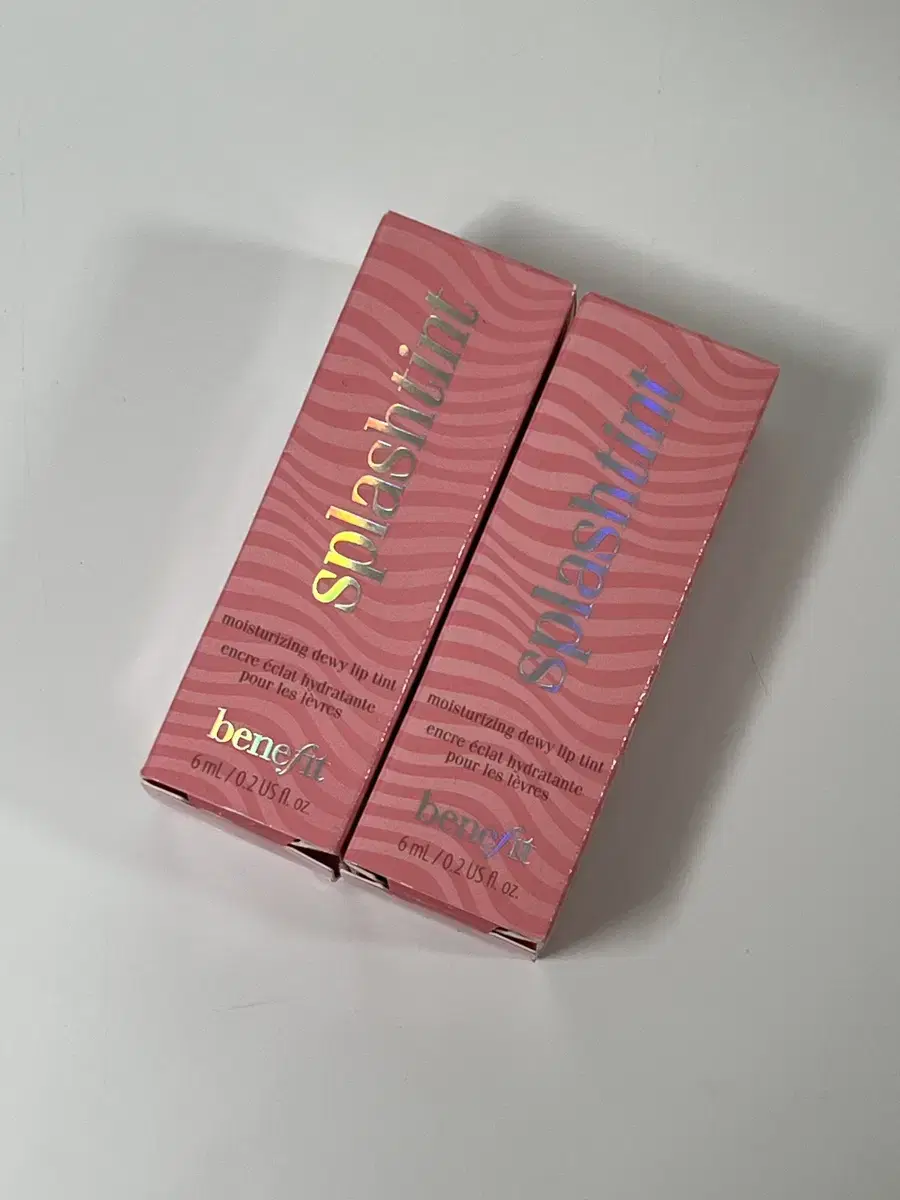 splashtint
moisturizing dewy lip tint
encre éclat hydratante
pour les lèvres
benefit
6 mL / 0.2 US fl. oz.
splashtint
moisturizing dewy lip tint
encre éclat hydratante
pour les lèvres
benefit
6 mL / 0.2 US fl. oz.